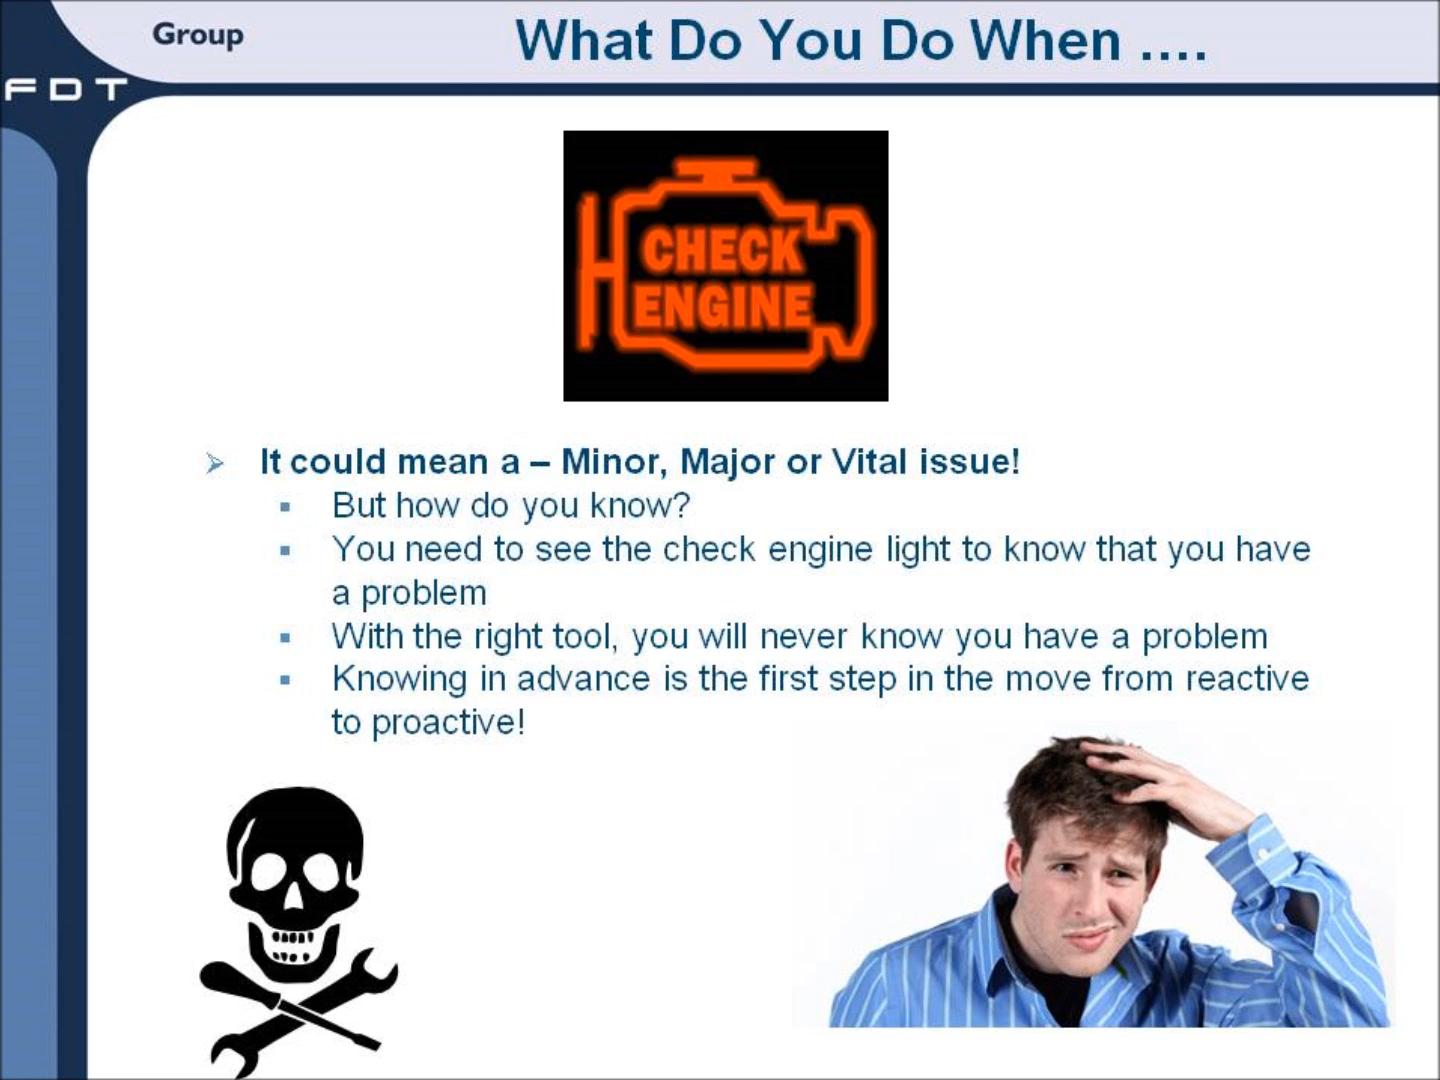 Group
What Do You Do When ....
FDT
CHECK
ENGINE
It could mean a – Minor, Major or Vital issue!
But how do you know?
You need to see the check engine light to know that you have
a problem
With the right tool, you will never know you have a problem
Knowing in advance is the first step in the move from reactive
to proactive!